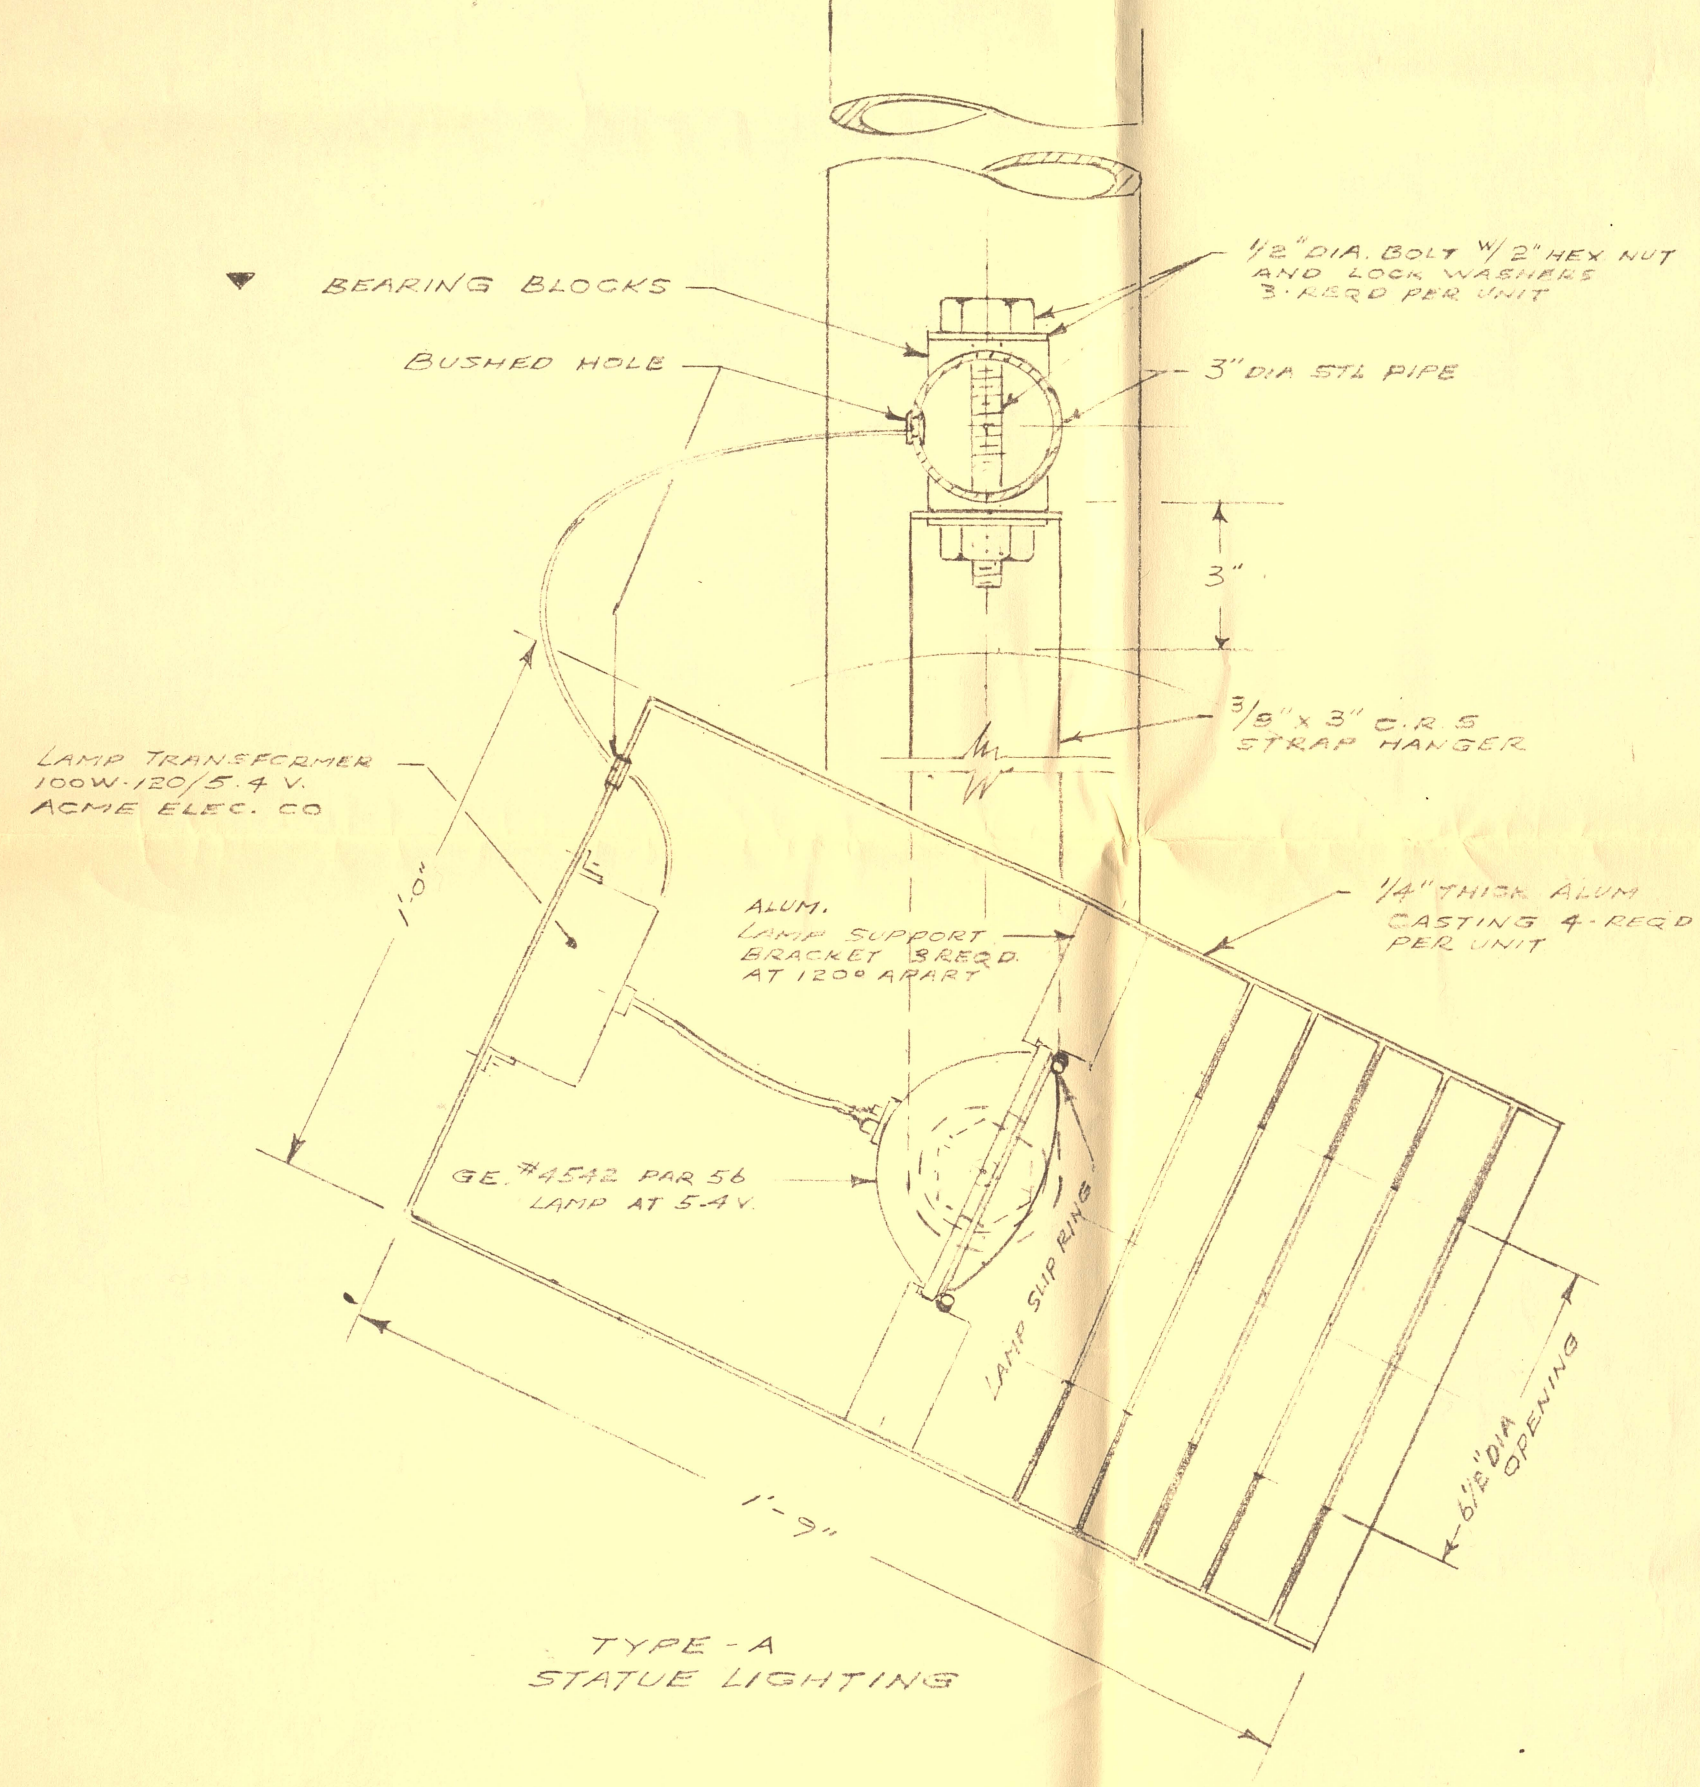 1/2" DIA. BOLT W/ 2" HEX NUT
AND LOCK WASHERS
3-REQD PER UNIT
BEARING BLOCKS
BUSHED HOLE
3" DIA STL PIPE
3"
3/8" X 3" C.R.S
STRAP HANGER
LAMP TRANSFORMER
100W-120/5.4 V.
ACME ELEC. CO
1'-0"
ALUM.
LAMP SUPPORT
BRACKET 3 REQD.
AT 120° APART
1/4" THICK ALUM
CASTING 4-REQD
PER UNIT
GE. #4542 PAR 56
LAMP AT 5.4 V.
LAMP SLIP RING
6 1/2" DIA
OPENING
1'-9"
TYPE-A
STATUE LIGHTING